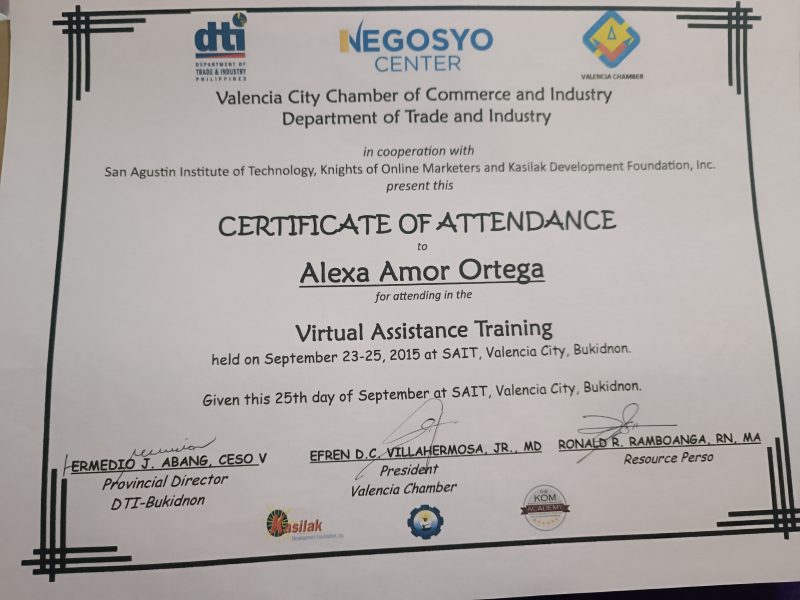 dti
DEPARTMENT OF
TRADE & INDUSTRY
PHILIPPINES
NEGOSYO
CENTER
VALENCIA CHAMBER
Valencia City Chamber of Commerce and Industry
Department of Trade and Industry
in cooperation with
San Agustin Institute of Technology, Knights of Online Marketers and Kasilak Development Foundation, Inc.
present this
CERTIFICATE OF ATTENDANCE
to
Alexa Amor Ortega
for attending in the
Virtual Assistance Training
held on September 23-25, 2015 at SAIT, Valencia City, Bukidnon.
Given this 25th day of September at SAIT, Valencia City, Bukidnon.
ERMEDIO J. ABANG, CESO V
Provincial Director
DTI-Bukidnon
EFREN D.C. VILLAHERMOSA, JR., MD
President
Valencia Chamber
RONALD R. RAMBOANGA, RN, MA
Resource Perso
Kasilak
Development Foundation, Inc.
THE
KOM
ACADEMY